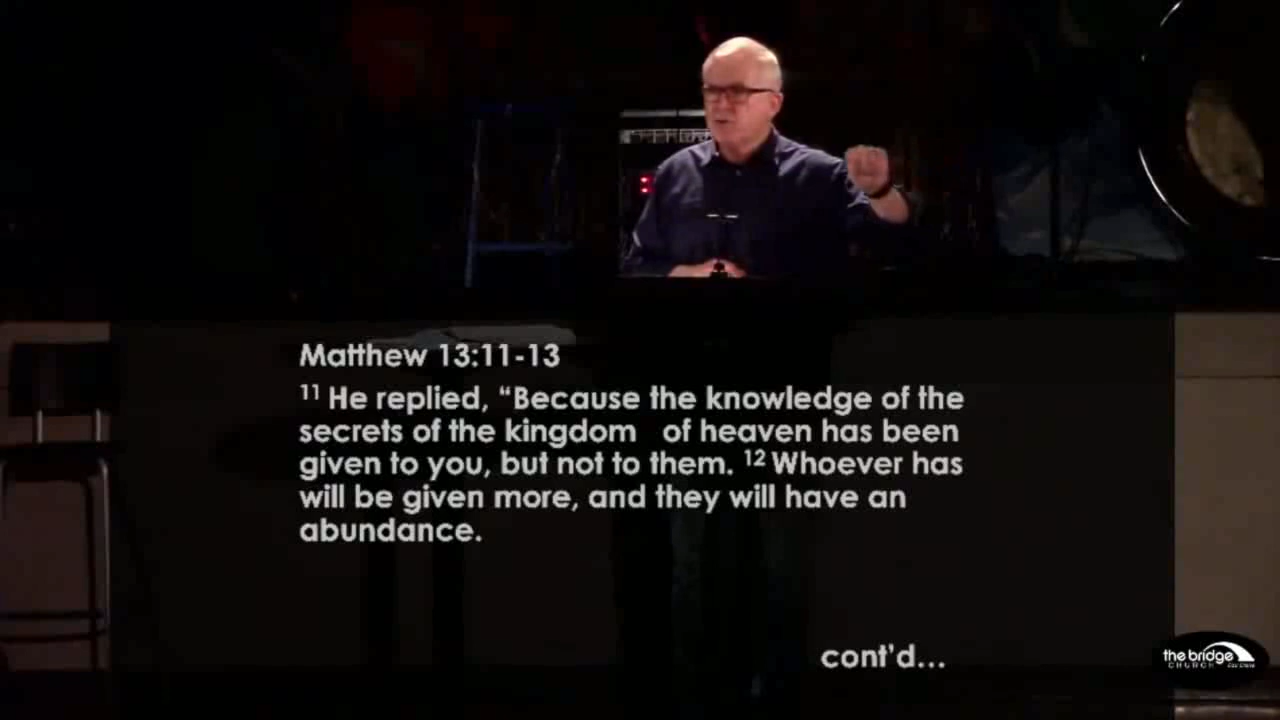 Matthew 13:11-13
11 He replied, “Because the knowledge of the
secrets of the kingdom   of heaven has been
given to you, but not to them. 12 Whoever has
will be given more, and they will have an
abundance.
cont'd...
the bridge
CHURCH